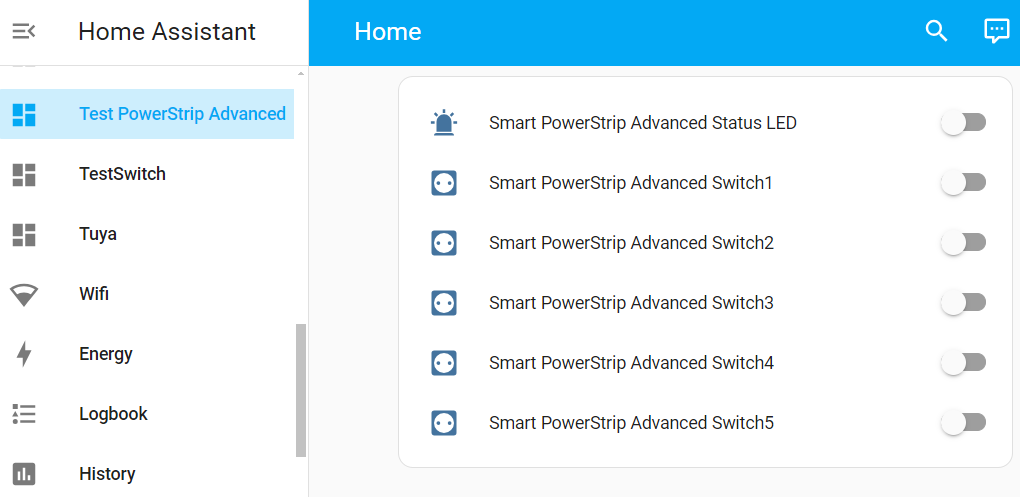 Home Assistant
Test PowerStrip Advanced
TestSwitch
Tuya
Wifi
Energy
Logbook
History
Home
Smart PowerStrip Advanced Status LED
Smart PowerStrip Advanced Switch1
Smart PowerStrip Advanced Switch2
Smart PowerStrip Advanced Switch3
Smart PowerStrip Advanced Switch4
Smart PowerStrip Advanced Switch5